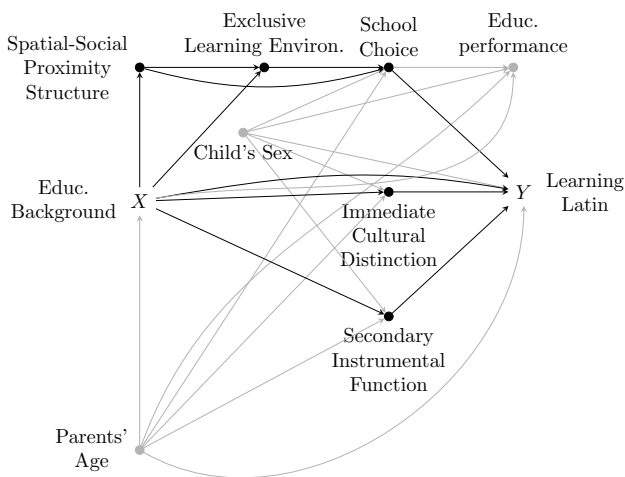 Spatial-Social
Proximity
Structure
Exclusive
Learning Environ.
School
Choice
Educ.
performance
Child's Sex
Educ.
Background
X
Immediate
Cultural
Distinction
Y
Learning
Latin
Secondary
Instrumental
Function
Parents'
Age